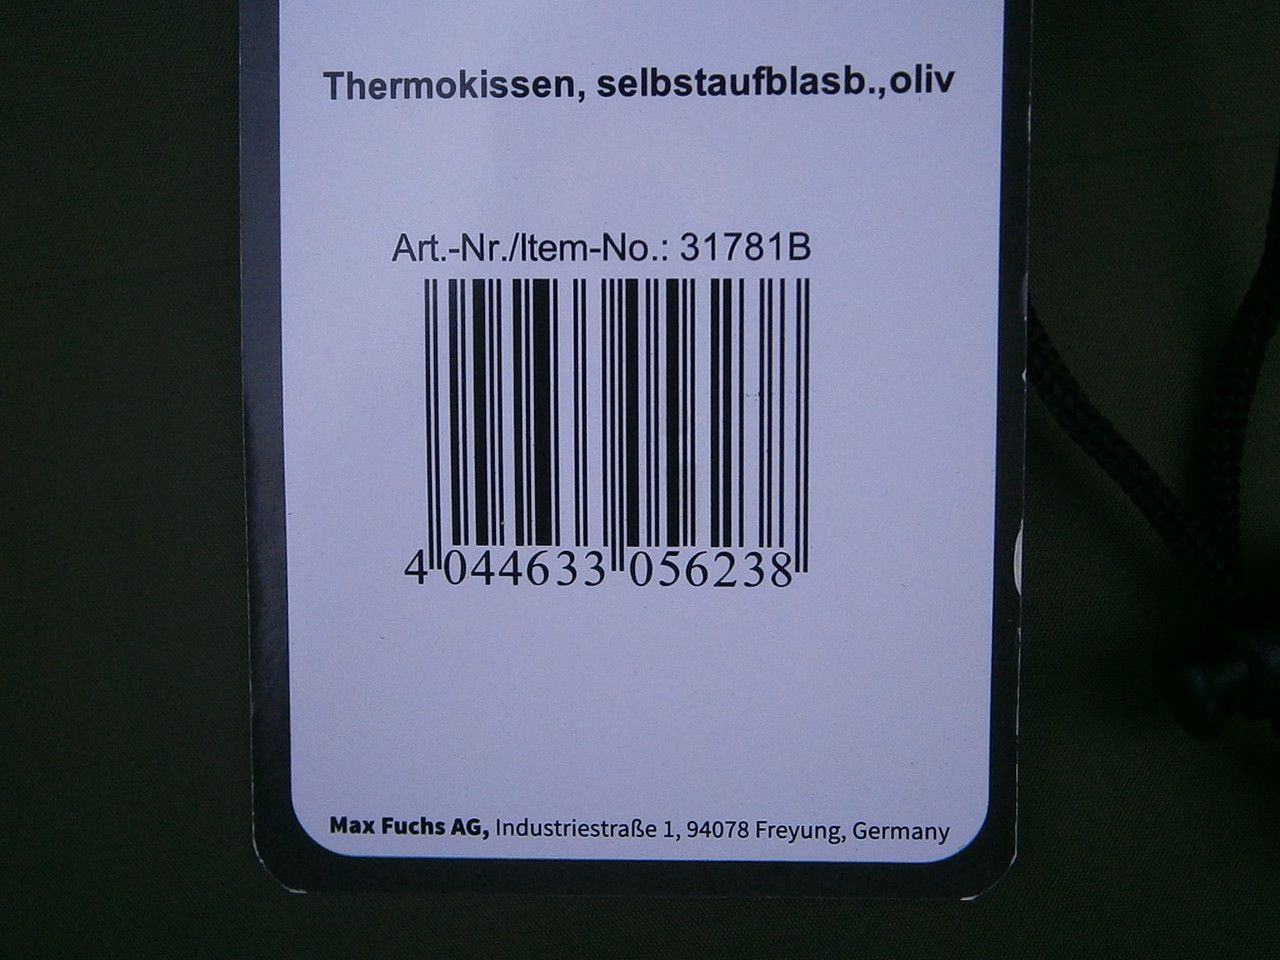 Thermokissen, selbstaufblasb.,oliv
Art.-Nr./Item-No.: 31781B
4 044633 056238
Max Fuchs AG, Industriestraße 1, 94078 Freyung, Germany